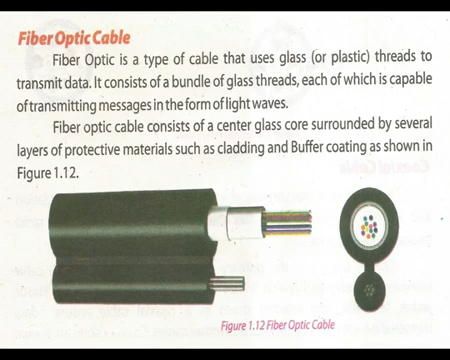 Fiber Optic Cable
Fiber Optic is a type of cable that uses glass (or plastic) threads to
transmit data. It consists of a bundle of glass threads, each of which is capable
of transmitting messages in the form of light waves.
Fiber optic cable consists of a center glass core surrounded by several
layers of protective materials such as cladding and Buffer coating as shown in
Figure 1.12.
Figure 1.12 Fiber Optic Cable